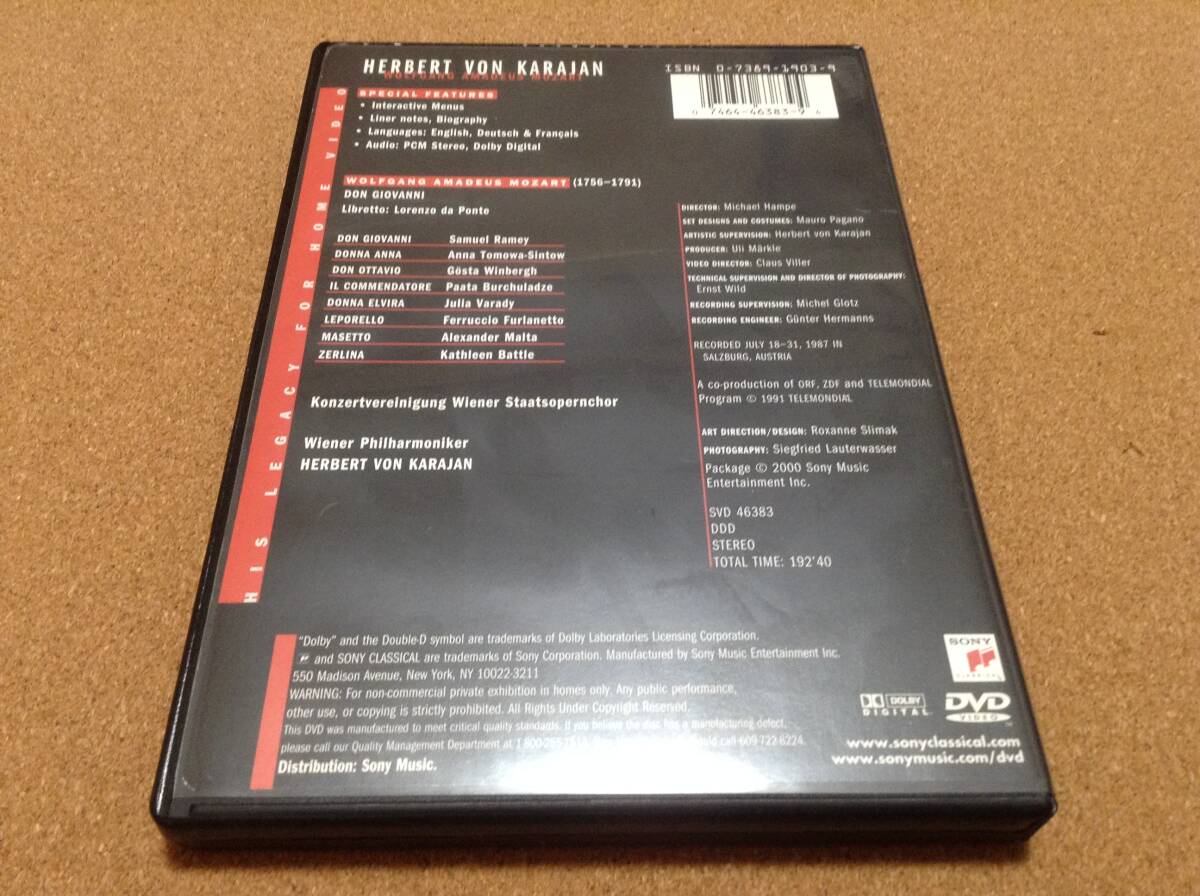 HERBERT VON KARAJAN
WOLFGANG AMADEUS MOZART
SPECIAL FEATURES
• Interactive Menus
• Liner notes, Biography
• Languages: English, Deutsch & Français
• Audio: PCM Stereo, Dolby Digital
ISBN 0-7389-1903-9
0 7464-46383-9 6
HIS LEGACY FOR HOME VIDEO
WOLFGANG AMADEUS MOZART (1756–1791)
DON GIOVANNI
Libretto: Lorenzo da Ponte
DON GIOVANNI Samuel Ramey
DONNA ANNA Anna Tomowa-Sintow
DON OTTAVIO Gösta Winbergh
IL COMMENDATORE Paata Burchuladze
DONNA ELVIRA Julia Varady
LEPORELLO Ferruccio Furlanetto
MASETTO Alexander Malta
ZERLINA Kathleen Battle
Konzertvereinigung Wiener Staatsopernchor
Wiener Philharmoniker
HERBERT VON KARAJAN
DIRECTOR: Michael Hampe
SET DESIGNS AND COSTUMES: Mauro Pagano
ARTISTIC SUPERVISION: Herbert von Karajan
PRODUCER: Uli Märkle
VIDEO DIRECTOR: Claus Viller
TECHNICAL SUPERVISION AND DIRECTOR OF PHOTOGRAPHY:
Ernst Wild
RECORDING SUPERVISION: Michel Glotz
RECORDING ENGINEER: Günter Hermanns
RECORDED JULY 18–31, 1987 IN
SALZBURG, AUSTRIA
A co-production of ORF, ZDF and TELEMONDIAL
Program © 1991 TELEMONDIAL
ART DIRECTION/DESIGN: Roxanne Slimak
PHOTOGRAPHY: Siegfried Lauterwasser
Package © 2000 Sony Music
Entertainment Inc.
SVD 46383
DDD
STEREO
TOTAL TIME: 192'40
"Dolby" and the Double-D symbol are trademarks of Dolby Laboratories Licensing Corporation.
and SONY CLASSICAL are trademarks of Sony Corporation. Manufactured by Sony Music Entertainment Inc.
550 Madison Avenue, New York, NY 10022-3211
WARNING: For non-commercial private exhibition in homes only. Any public performance,
other use, or copying is strictly prohibited. All Rights Under Copyright Reserved.
This DVD was manufactured to meet critical quality standards. If you believe the disc has a manufacturing defect,
please call our Quality Management Department at call 609-722-8224.
Distribution: Sony Music.
SONY
CLASSICAL
DOLBY
DIGITAL
DVD
VIDEO
www.sonyclassical.com
www.sonymusic.com/dvd